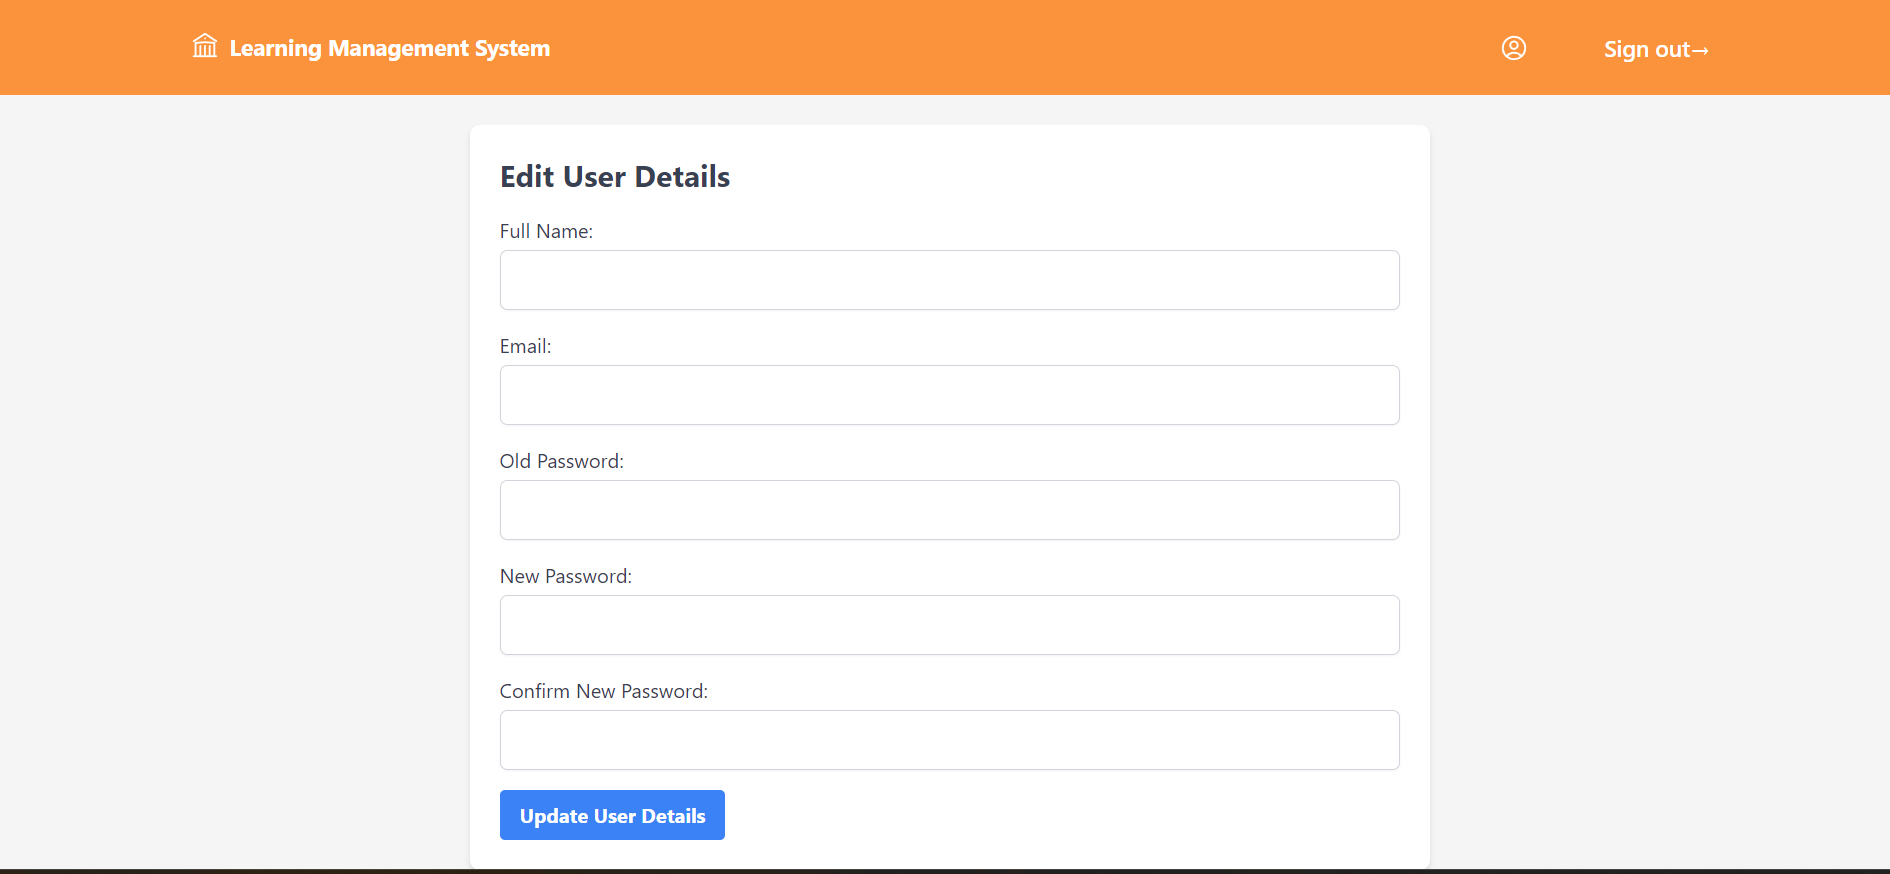 Learning Management System
Sign out→
Edit User Details
Full Name:
Email:
Old Password:
New Password:
Confirm New Password:
Update User Details